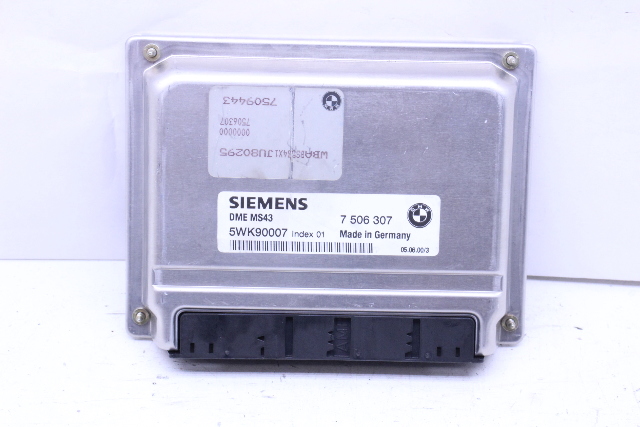 7509443
7506307
0000000
SIEMENS
DME MS43
7 506 307
5WK90007 Index 01
Made in Germany
05.06.00/3
BMW